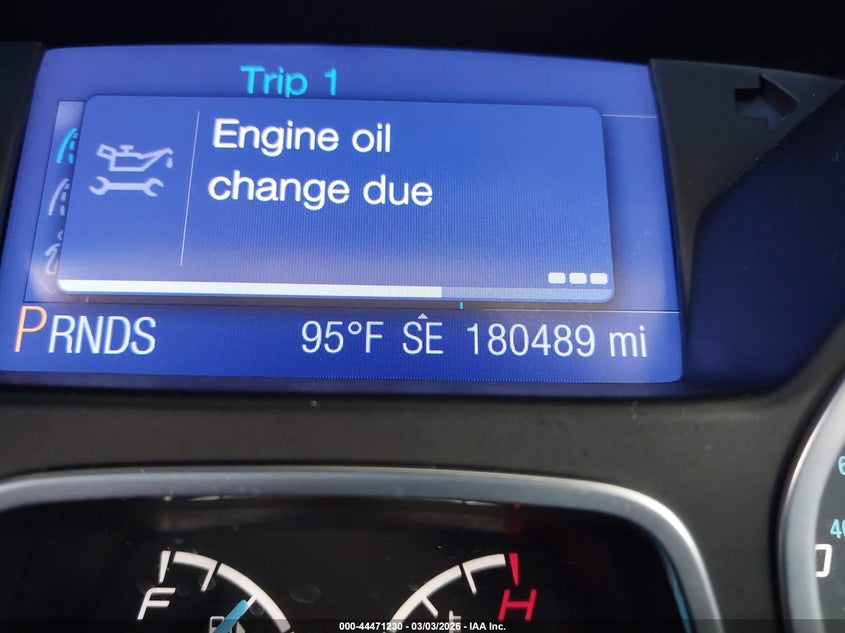 Trip 1
Engine oil
change due
PRNDS 95°F SE 180489 mi
F H
000-44471230 - 03/03/2026 - IAA Inc.